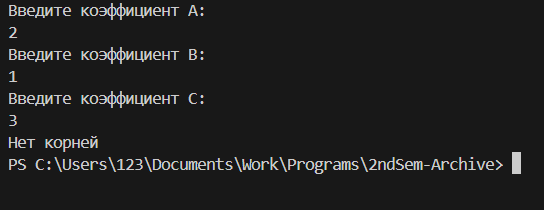 Введите коэффициент A:
2
Введите коэффициент B:
1
Введите коэффициент C:
3
Нет корней
PS C:\Users\123\Documents\Work\Programs\2ndSem-Archive>